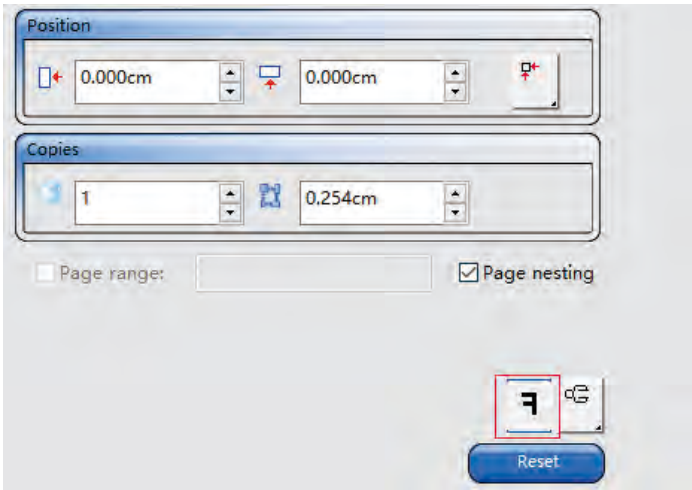 Position
0.000cm 0.000cm
Copies
1 0.254cm
Page range: Page nesting
Reset